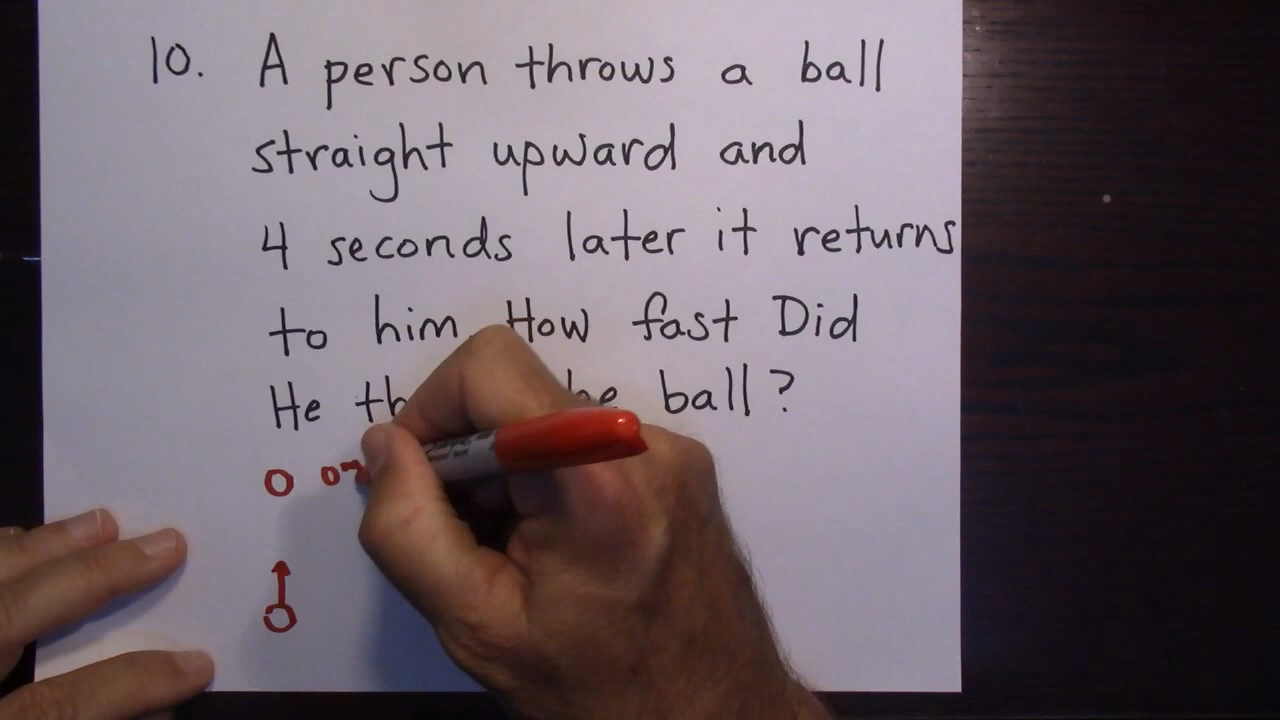 10. A person throws a ball
straight upward and
4 seconds later it returns
to him. How fast Did
He ball?